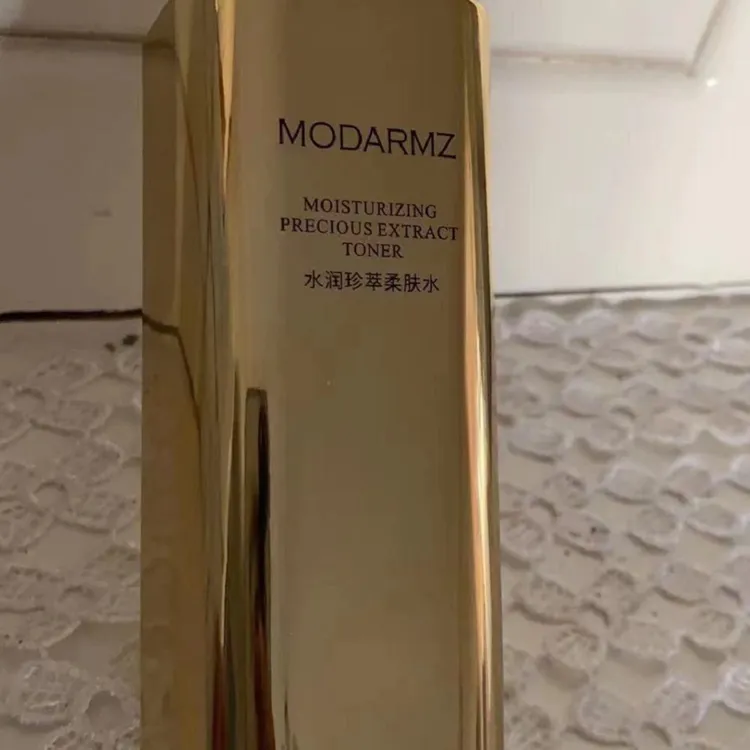 MODARMZ
MOISTURIZING
PRECIOUS EXTRACT
TONER
水润珍萃柔肤水